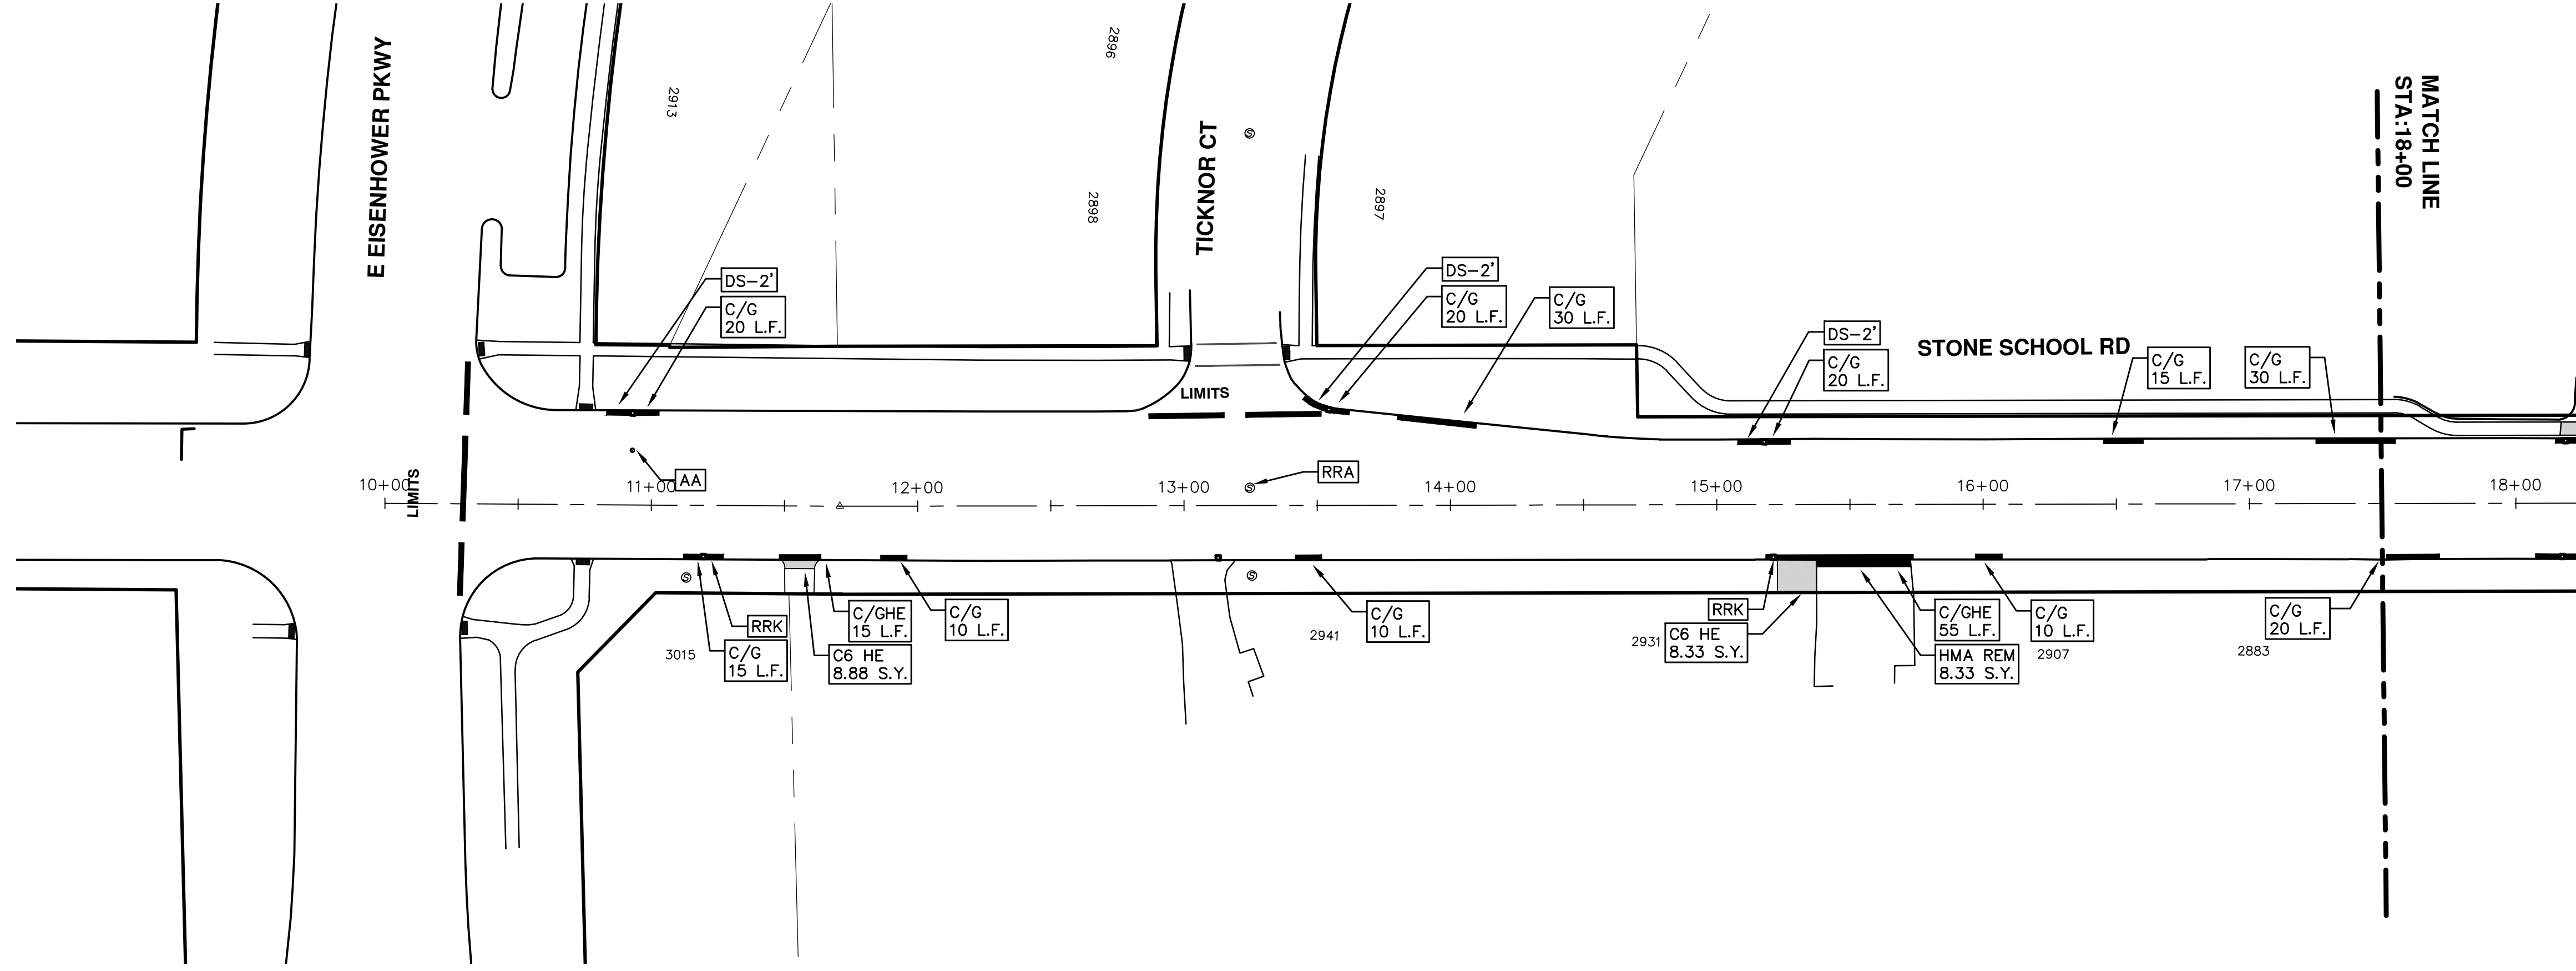 E EISENHOWER PKWY
2913
2896
2898
TICKNOR CT
2897
MATCH LINE
STA:18+00
DS-2'
C/G
20 L.F.
DS-2'
C/G
20 L.F.
C/G
30 L.F.
DS-2'
C/G
20 L.F.
STONE SCHOOL RD
C/G
15 L.F.
C/G
30 L.F.
LIMITS
LIMITS
AA
RRA
10+00
11+00
12+00
13+00
14+00
15+00
16+00
17+00
18+00
3015
C/G
15 L.F.
RRK
C/GHE
15 L.F.
C6 HE
8.88 S.Y.
C/G
10 L.F.
2941
C/G
10 L.F.
2931
RRK
C6 HE
8.33 S.Y.
C/GHE
55 L.F.
HMA REM
8.33 S.Y.
C/G
10 L.F.
2907
2883
C/G
20 L.F.
S
S
S
S